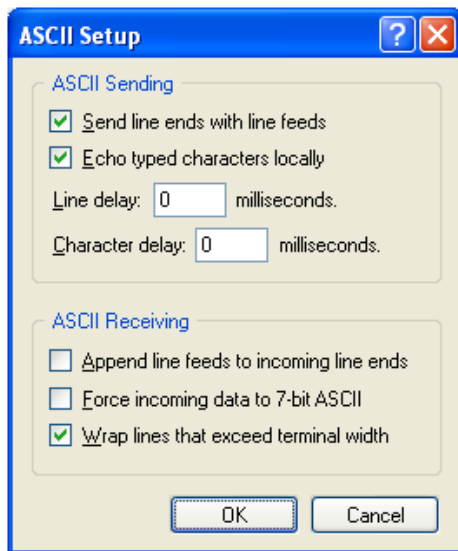 ASCII Setup
ASCII Sending
Send line ends with line feeds
Echo typed characters locally
Line delay: 0 milliseconds.
Character delay: 0 milliseconds.
ASCII Receiving
Append line feeds to incoming line ends
Force incoming data to 7-bit ASCII
Wrap lines that exceed terminal width
OK Cancel